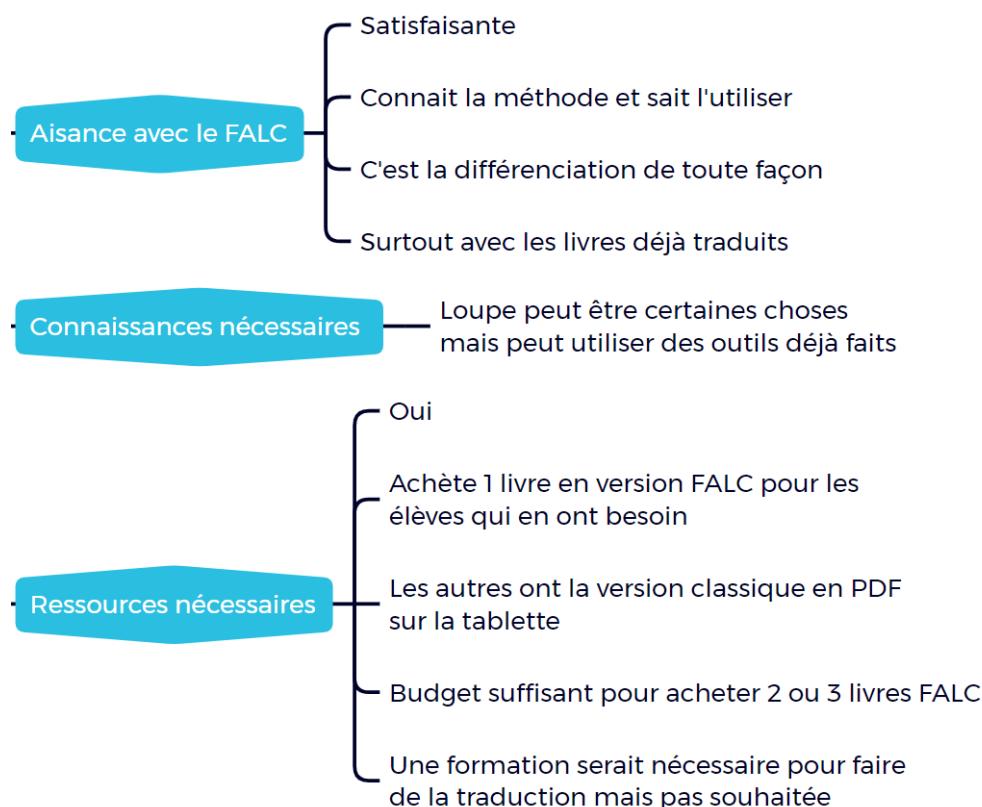 Aisance avec le FALC
Satisfaisante
Connait la méthode et sait l'utiliser
C'est la différenciation de toute façon
Surtout avec les livres déjà traduits
Connaissances nécessaires
Loupe peut être certaines choses
mais peut utiliser des outils déjà faits
Ressources nécessaires
Oui
Achète 1 livre en version FALC pour les
élèves qui en ont besoin
Les autres ont la version classique en PDF
sur la tablette
Budget suffisant pour acheter 2 ou 3 livres FALC
Une formation serait nécessaire pour faire
de la traduction mais pas souhaitée